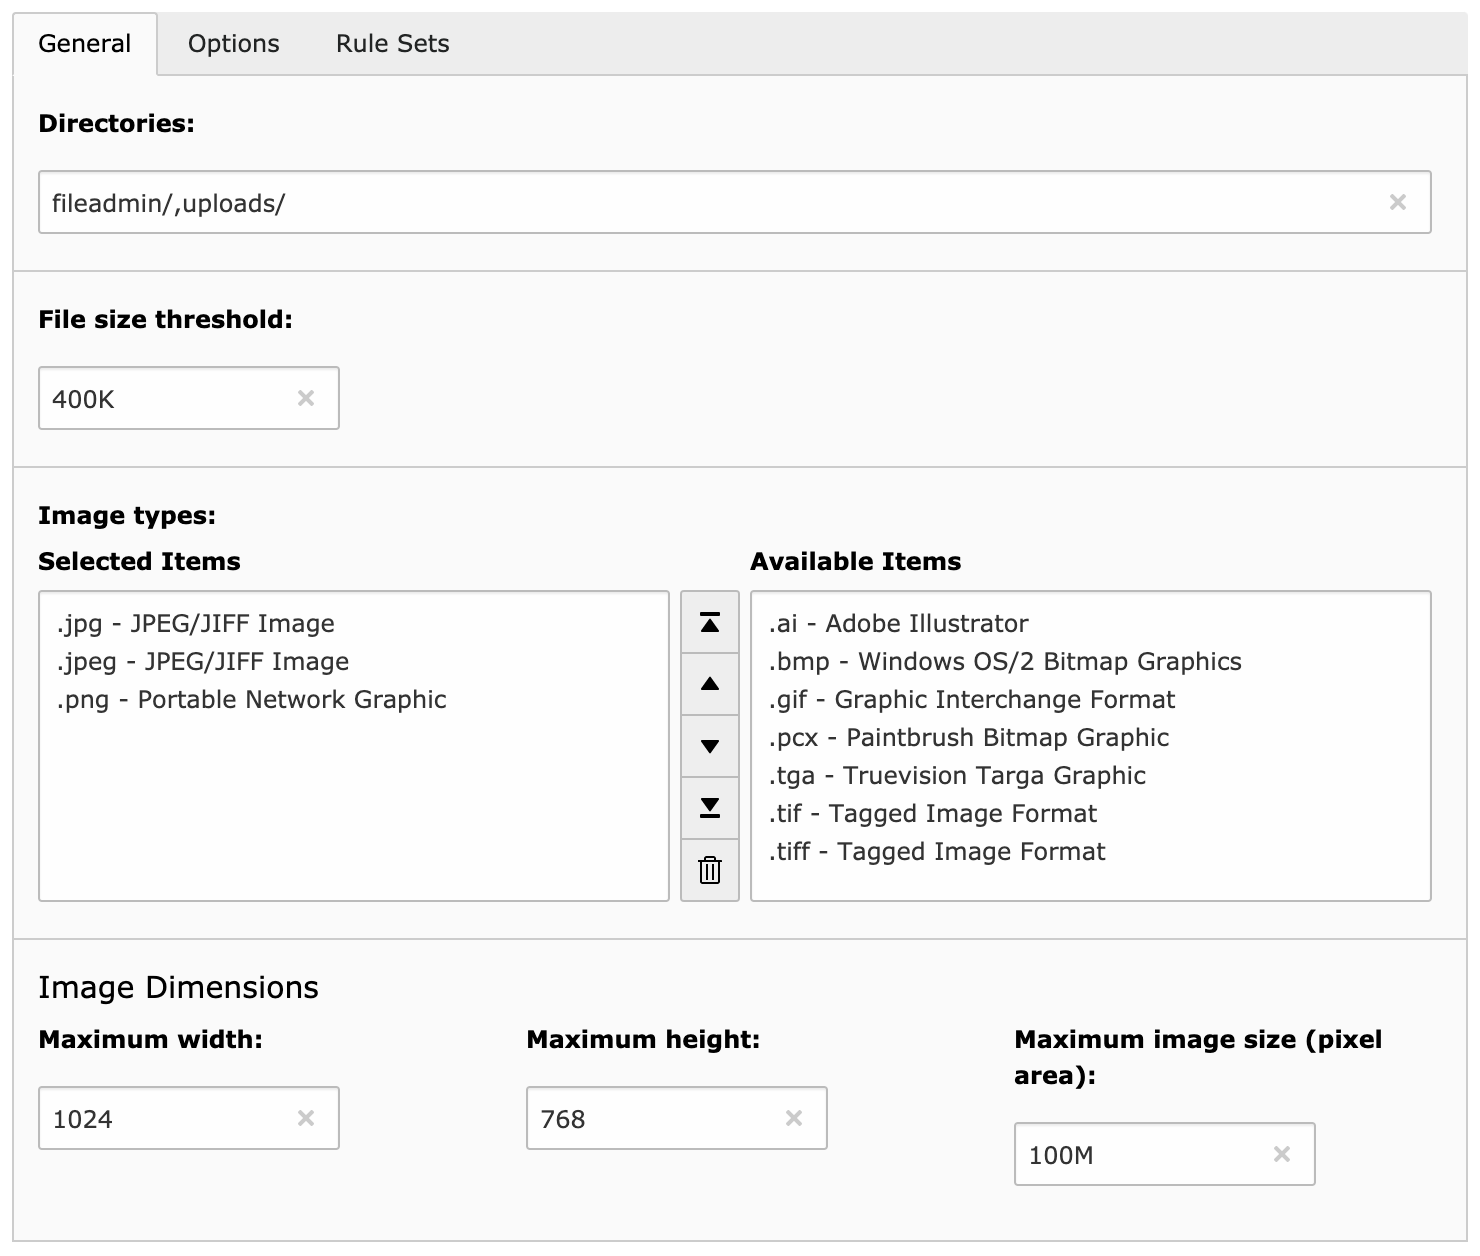 General Options Rule Sets
Directories:
fileadmin/,uploads/
File size threshold:
400K
Image types:
Selected Items
.jpg - JPEG/JIFF Image
.jpeg - JPEG/JIFF Image
.png - Portable Network Graphic
Available Items
.ai - Adobe Illustrator
.bmp - Windows OS/2 Bitmap Graphics
.gif - Graphic Interchange Format
.pcx - Paintbrush Bitmap Graphic
.tga - Truevision Targa Graphic
.tif - Tagged Image Format
.tiff - Tagged Image Format
Image Dimensions
Maximum width:
1024
Maximum height:
768
Maximum image size (pixel
area):
100M